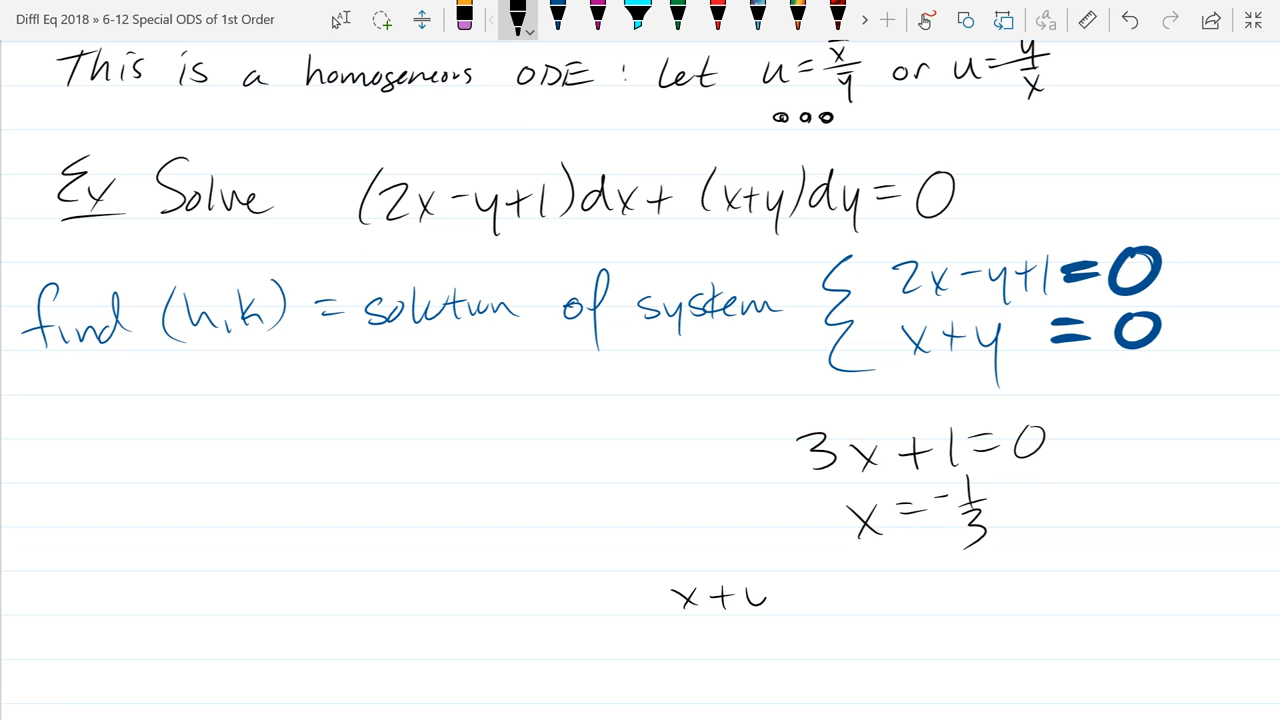 Diffl Eq 2018 » 6-12 Special ODS of 1st Order
This is a homogeneous ODE : Let u = x/y or u = y/x
...
Ex Solve (2x-y+1)dx + (x+y)dy = 0
find (h,k) = solution of system { 2x-y+1 = 0
x+y = 0
3x+1=0
x = -1/3
x+